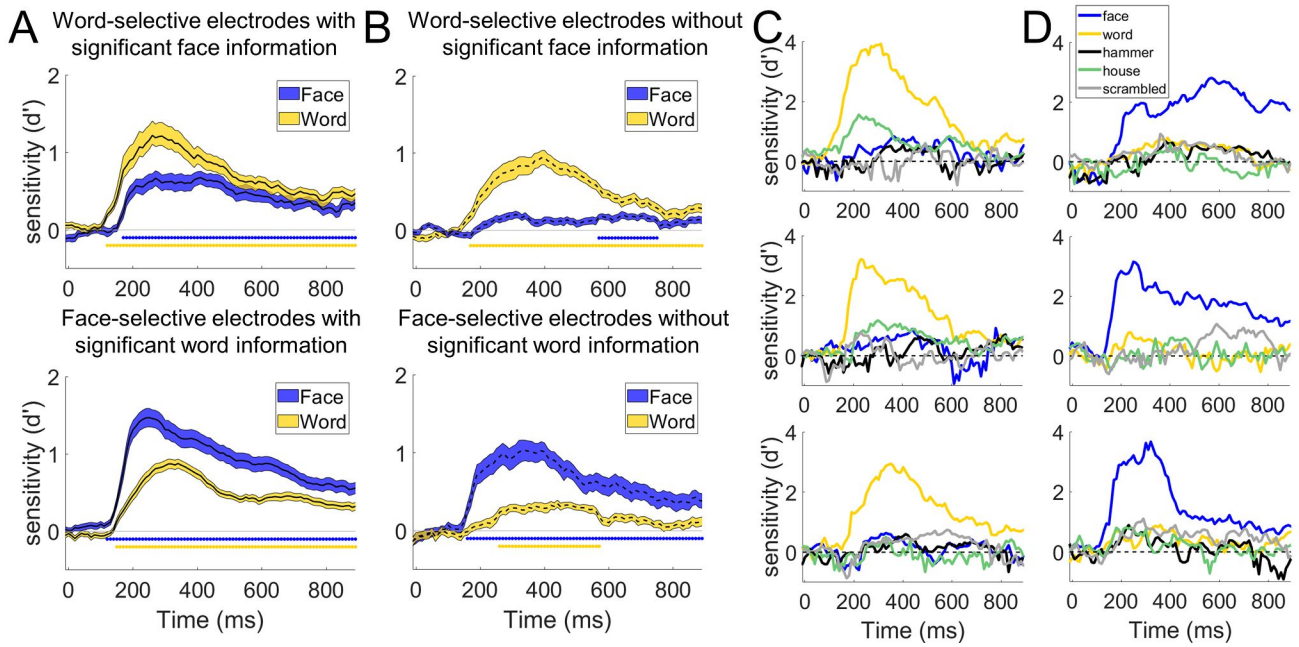 A
Word-selective electrodes with
significant face information
sensitivity (d')
2
1
0
Face
Word
0 200 400 600 800
Face-selective electrodes with
significant word information
sensitivity (d')
2
1
0
Face
Word
0 200 400 600 800
Time (ms)
B
Word-selective electrodes without
significant face information
2
1
0
Face
Word
0 200 400 600 800
Face-selective electrodes without
significant word information
2
1
0
Face
Word
0 200 400 600 800
Time (ms)
C
sensitivity (d')
4
2
0
0 200 400 600 800
sensitivity (d')
4
2
0
0 200 400 600 800
sensitivity (d')
4
2
0
0 200 400 600 800
Time (ms)
D
face
word
hammer
house
scrambled
4
2
0
0 200 400 600 800
4
2
0
0 200 400 600 800
4
2
0
0 200 400 600 800
Time (ms)